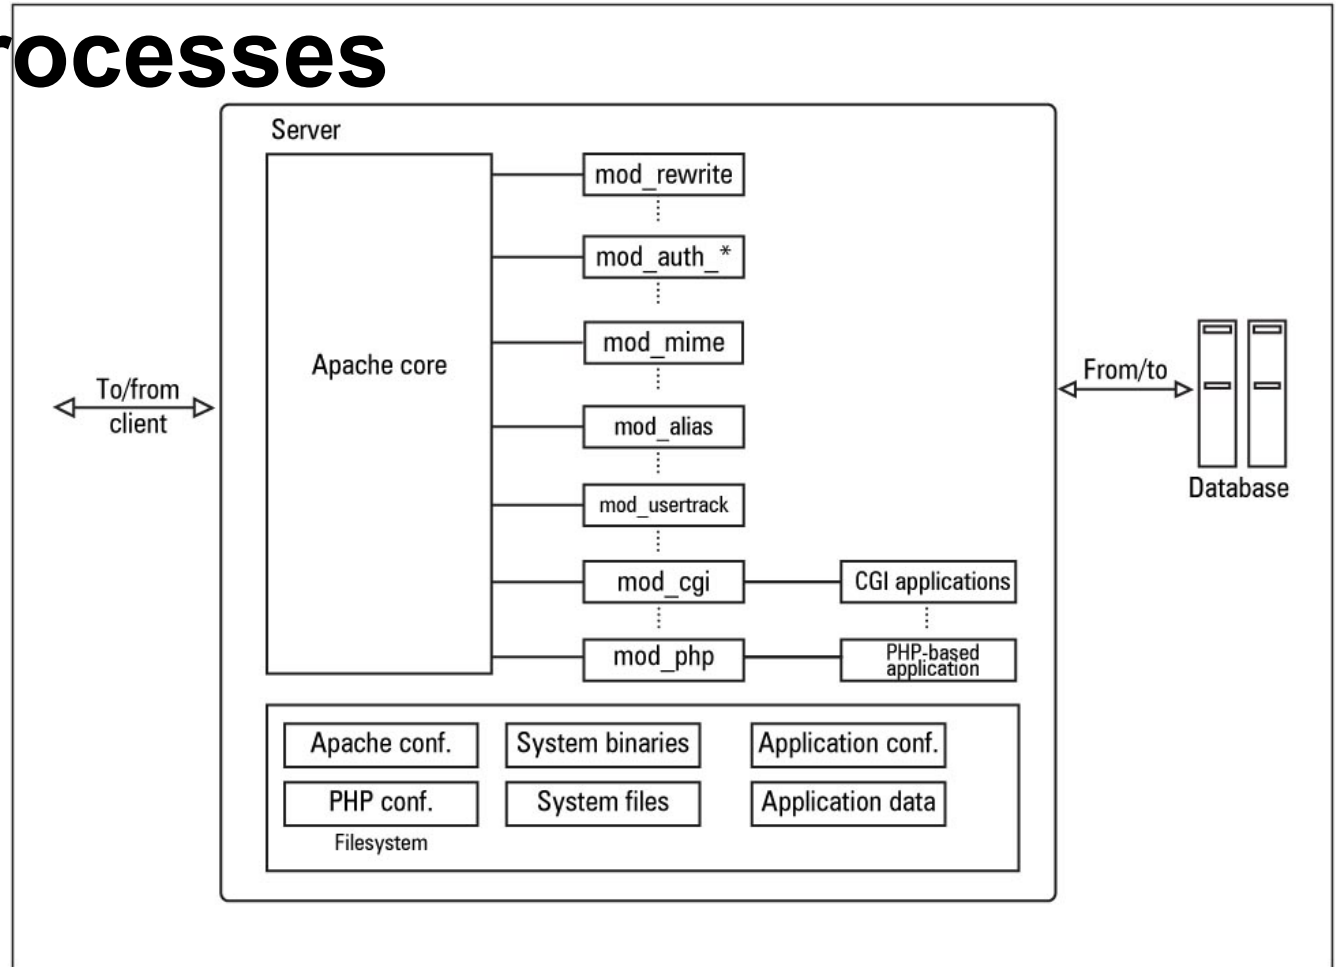 rocesses
Server
Apache core
mod_rewrite
mod_auth_*
mod_mime
mod_alias
mod_usertrack
mod_cgi
CGI applications
mod_php
PHP-based
application
To/from
client
From/to
Database
Apache conf.
System binaries
Application conf.
PHP conf.
System files
Application data
Filesystem